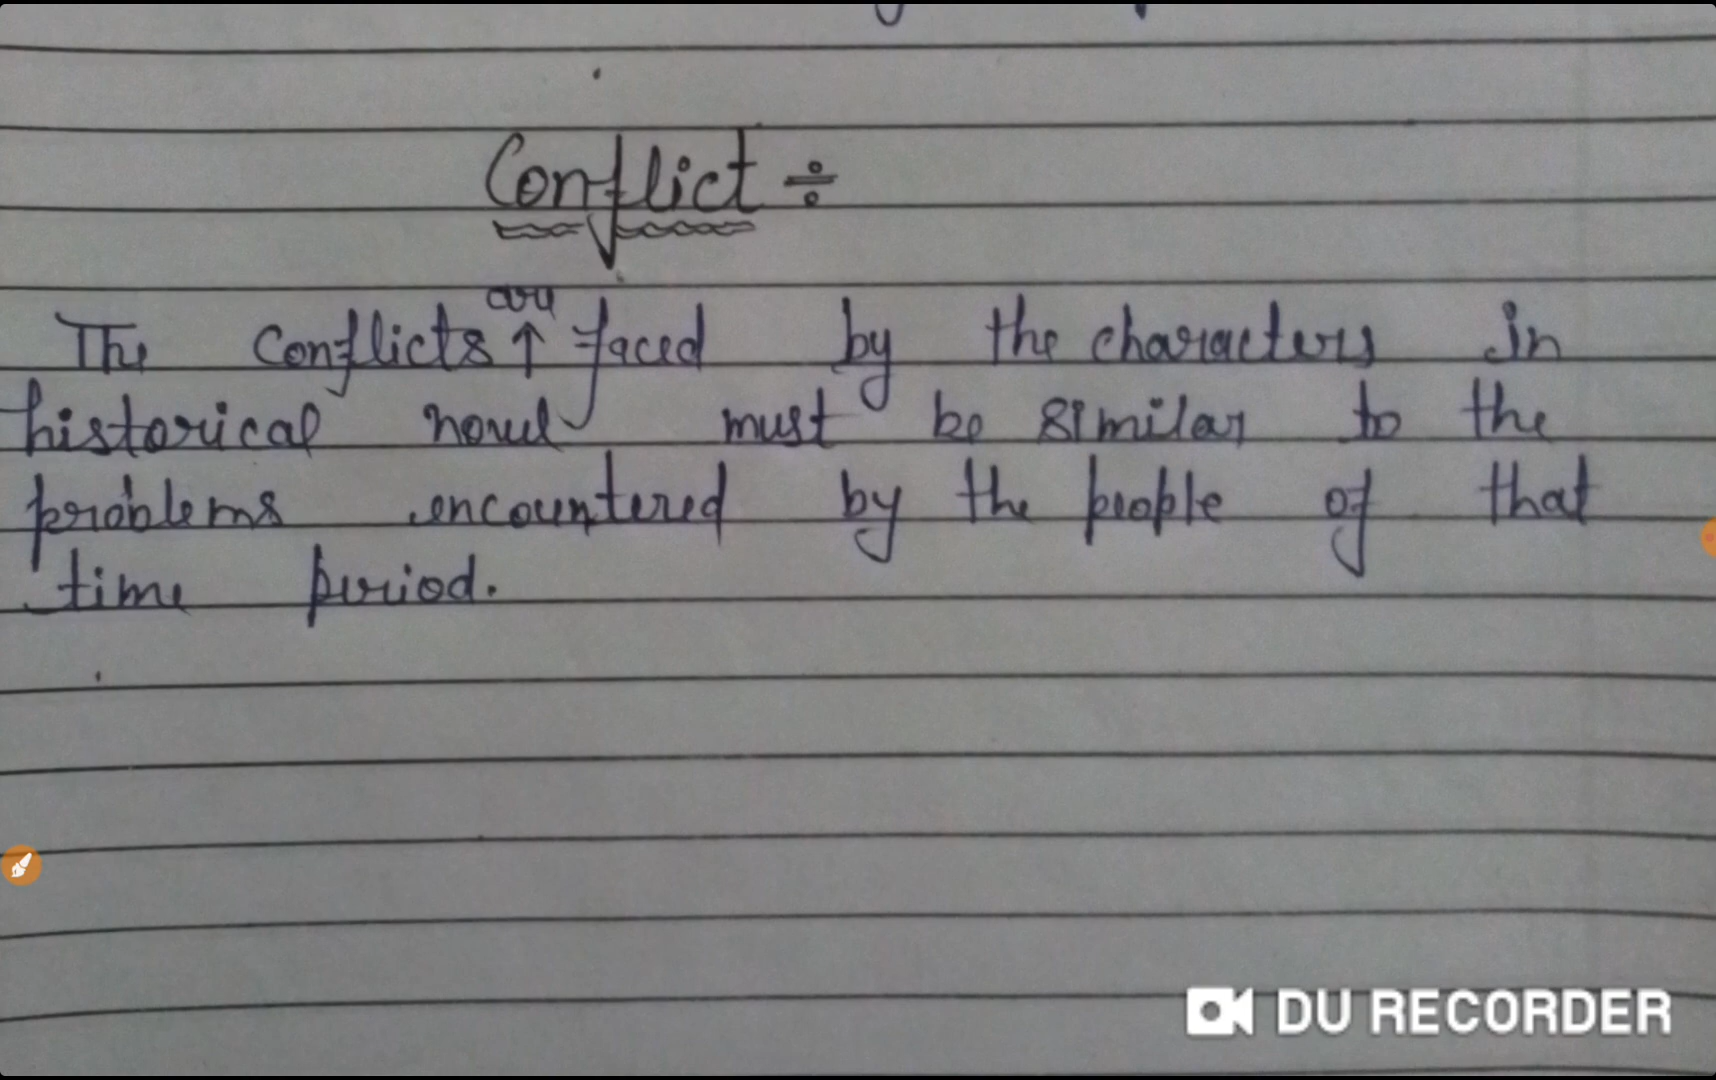 Conflict ÷
The Conflicts are ↑ faced by the characters in
historical novel must be similar to the
problems encountered by the people of that
time period.
DU RECORDER